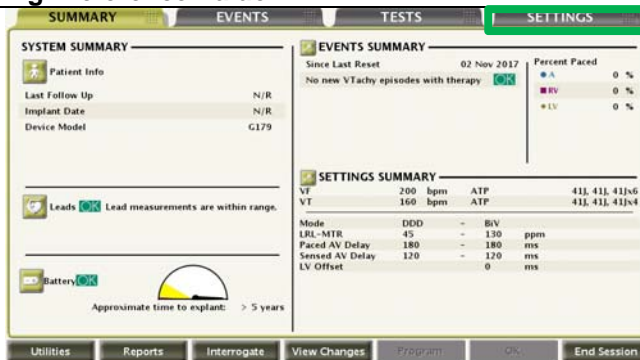 SUMMARY EVENTS TESTS SETTINGS
SYSTEM SUMMARY
Patient Info
Last Follow Up N/R
Implant Date N/R
Device Model G179
Leads OK Lead measurements are within range.
Battery OK
Approximate time to explant: > 5 years
EVENTS SUMMARY
Since Last Reset 02 Nov 2017
No new VTachy episodes with therapy OK
Percent Paced
A 0 %
RV 0 %
LV 0 %
SETTINGS SUMMARY
VF 200 bpm ATP 41J, 41J, 41Jx6
VT 160 bpm ATP 41J, 41J, 41Jx4
Mode DDD - BiV
LRL-MTR 45 - 130 ppm
Paced AV Delay 180 - 180 ms
Sensed AV Delay 120 - 120 ms
LV Offset 0 ms
Utilities Reports Interrogate View Changes Program OK End Session